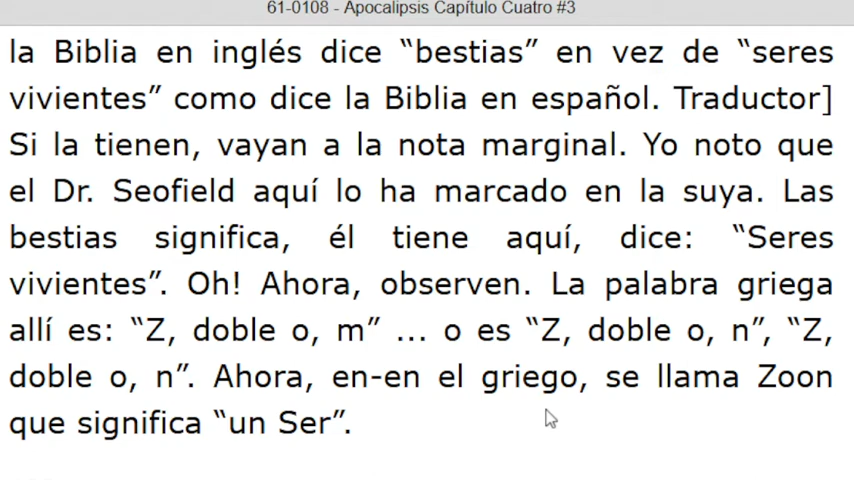 61-0108 - Apocalipsis Capítulo Cuatro #3
la Biblia en inglés dice “bestias” en vez de “seres
vivientes” como dice la Biblia en español. Traductor]
Si la tienen, vayan a la nota marginal. Yo noto que
el Dr. Seofield aquí lo ha marcado en la suya. Las
bestias significa, él tiene aquí, dice: “Seres
vivientes”. Oh! Ahora, observen. La palabra griega
allí es: “Z, doble o, m” ... o es “Z, doble o, n”, “Z,
doble o, n”. Ahora, en-en el griego, se llama Zoon
que significa “un Ser”.